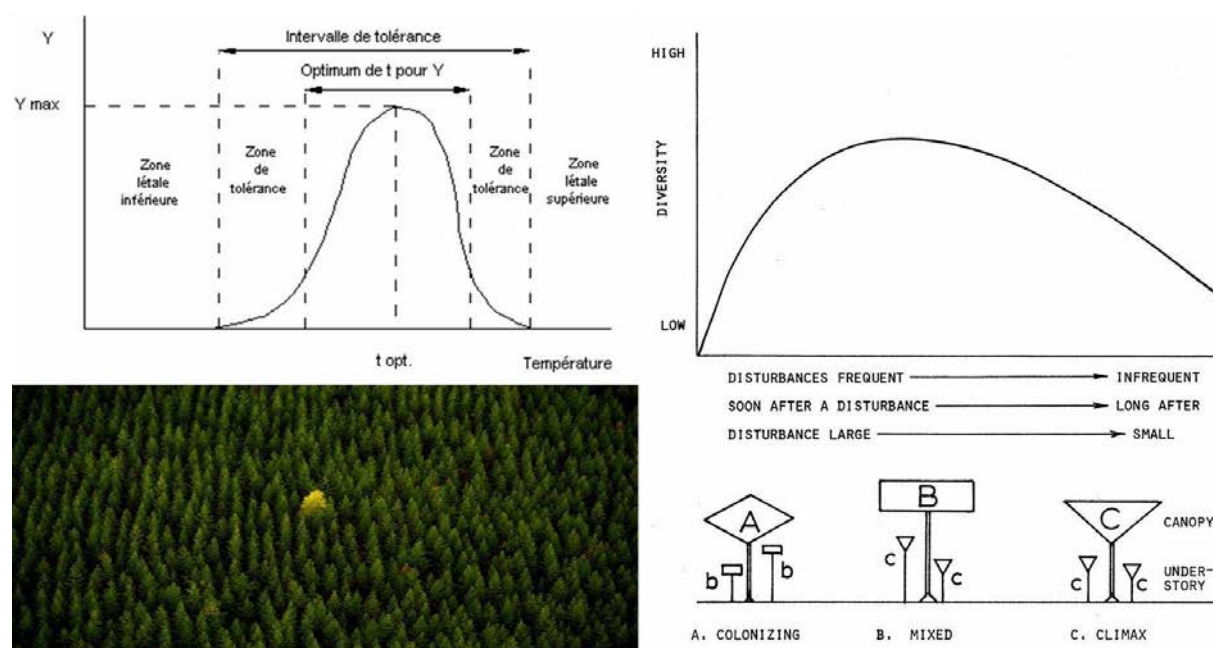 Y
Intervalle de tolérance
Optimum de t pour Y
Y max
Zone
létale
inférieure
Zone
de
tolérance
Zone
de
tolérance
Zone
létale
supérieure
t opt.
Température
HIGH
DIVERSITY
LOW
DISTURBANCES FREQUENT INFREQUENT
SOON AFTER A DISTURBANCE LONG AFTER
DISTURBANCE LARGE SMALL
A
b
b
B
c
c
C
c
c
CANOPY
UNDER-
STORY
A. COLONIZING
B. MIXED
C. CLIMAX